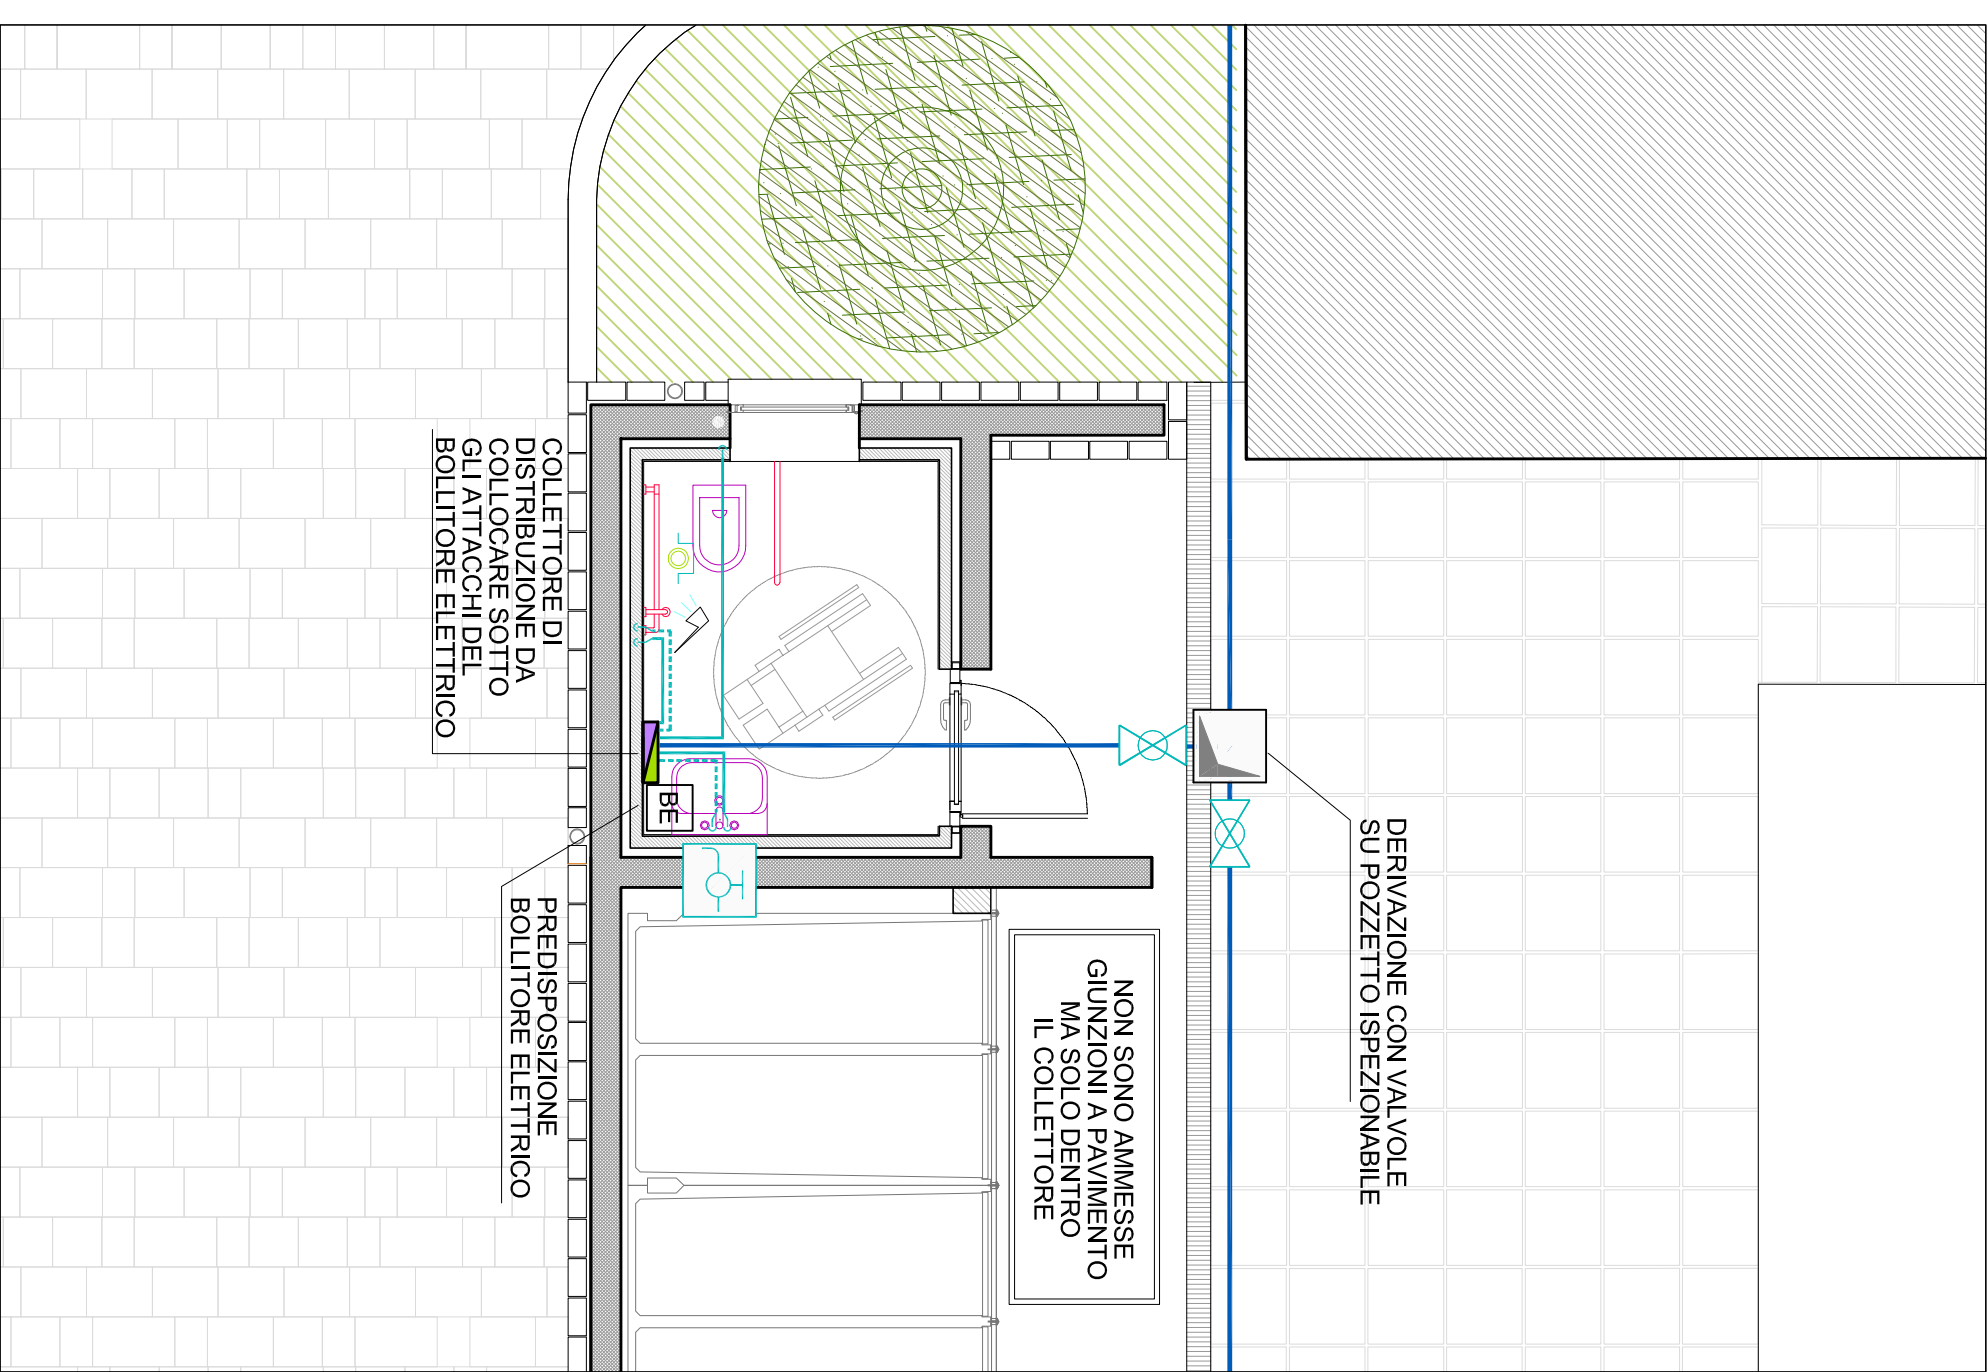 DERIVAZIONE CON VALVOLE
SU POZZETTO ISPEZIONABILE
NON SONO AMMESSE
GIUNZIONI A PAVIMENTO
MA SOLO DENTRO
IL COLLETTORE
BE
COLLETTORE DI
DISTRIBUZIONE DA
COLLOCARE SOTTO
GLI ATTACCHI DEL
BOLLITORE ELETTRICO
PREDISPOSIZIONE
BOLLITORE ELETTRICO